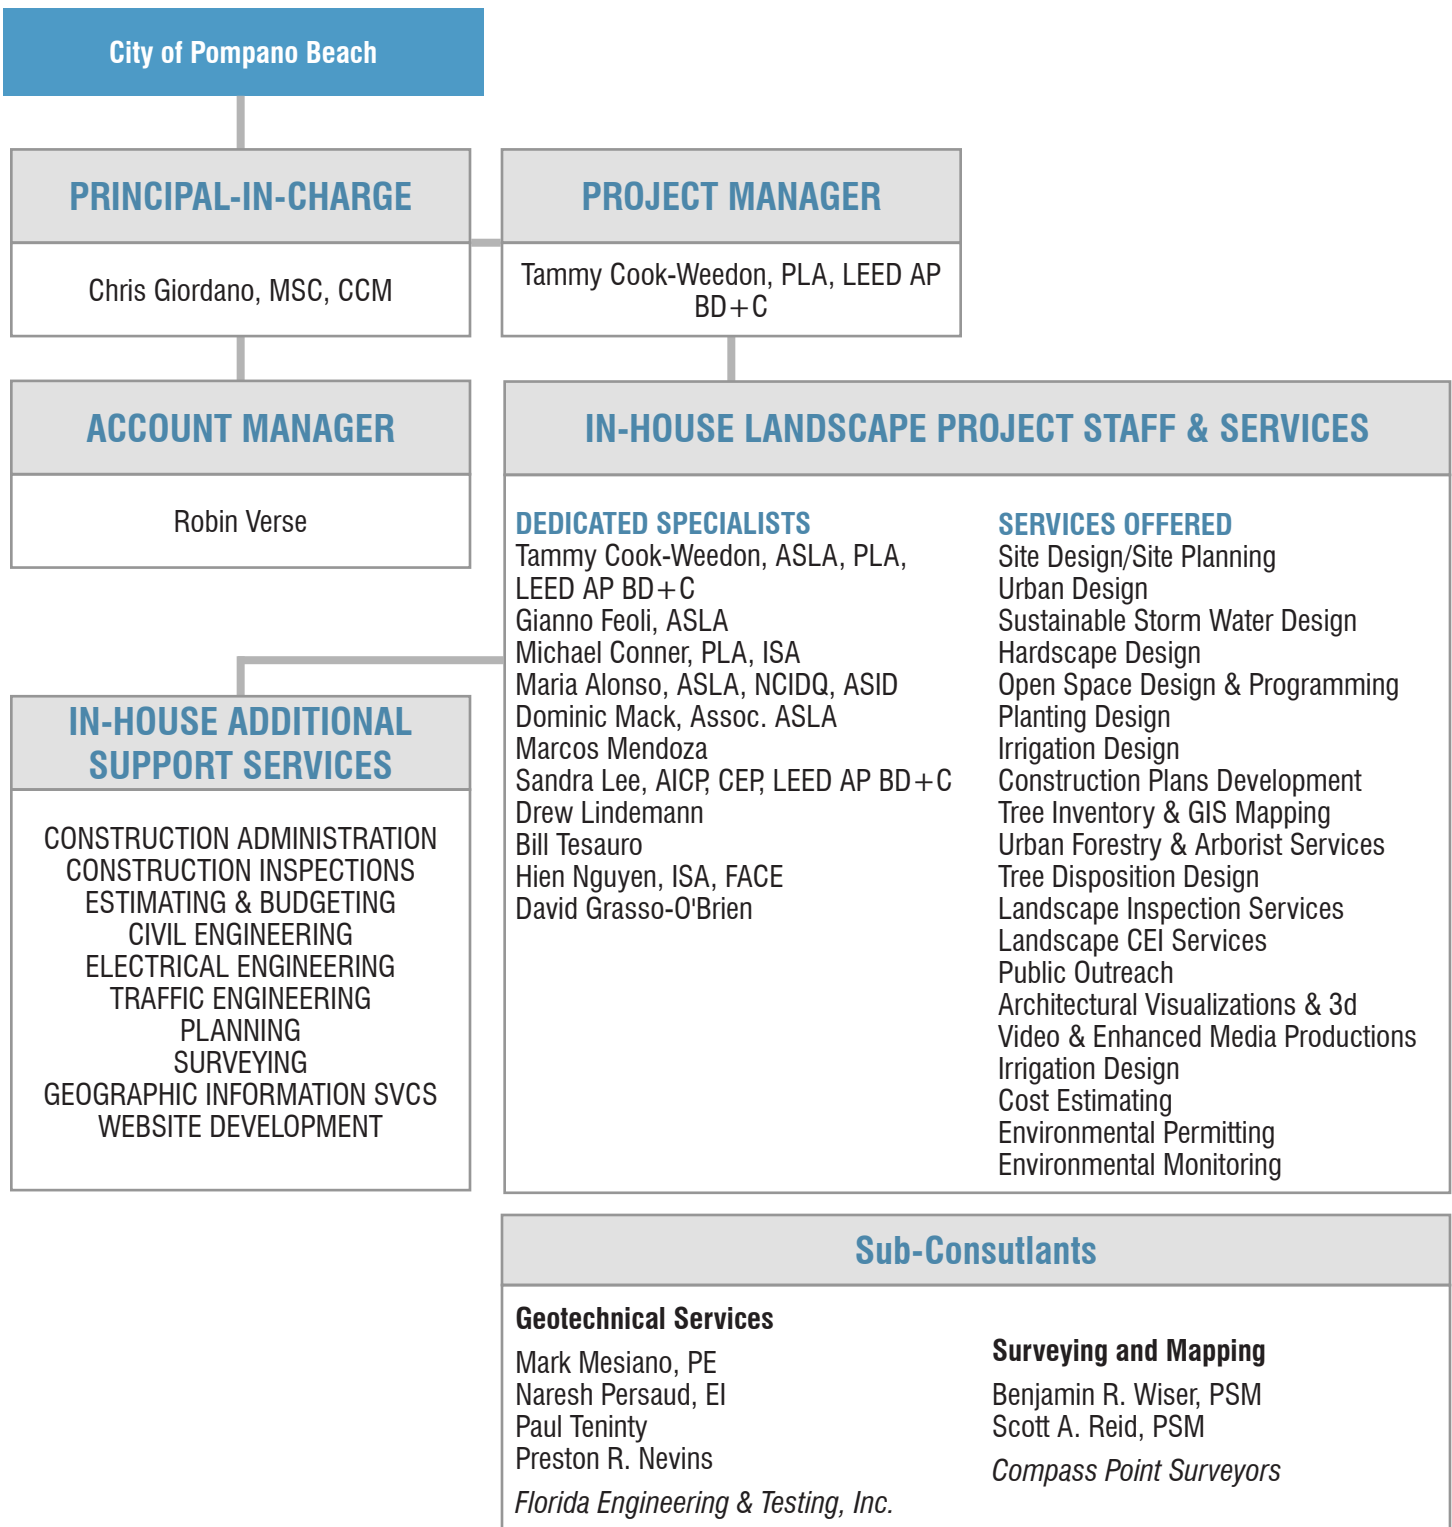 City of Pompano Beach
PRINCIPAL-IN-CHARGE
Chris Giordano, MSC, CCM
PROJECT MANAGER
Tammy Cook-Weedon, PLA, LEED AP
BD+C
ACCOUNT MANAGER
Robin Verse
IN-HOUSE LANDSCAPE PROJECT STAFF & SERVICES
DEDICATED SPECIALISTS
Tammy Cook-Weedon, ASLA, PLA,
LEED AP BD+C
Gianno Feoli, ASLA
Michael Conner, PLA, ISA
Maria Alonso, ASLA, NCIDQ, ASID
Dominic Mack, Assoc. ASLA
Marcos Mendoza
Sandra Lee, AICP, CEP, LEED AP BD+C
Drew Lindemann
Bill Tesauro
Hien Nguyen, ISA, FACE
David Grasso-O'Brien
SERVICES OFFERED
Site Design/Site Planning
Urban Design
Sustainable Storm Water Design
Hardscape Design
Open Space Design & Programming
Planting Design
Irrigation Design
Construction Plans Development
Tree Inventory & GIS Mapping
Urban Forestry & Arborist Services
Tree Disposition Design
Landscape Inspection Services
Landscape CEI Services
Public Outreach
Architectural Visualizations & 3d
Video & Enhanced Media Productions
Irrigation Design
Cost Estimating
Environmental Permitting
Environmental Monitoring
IN-HOUSE ADDITIONAL
SUPPORT SERVICES
CONSTRUCTION ADMINISTRATION
CONSTRUCTION INSPECTIONS
ESTIMATING & BUDGETING
CIVIL ENGINEERING
ELECTRICAL ENGINEERING
TRAFFIC ENGINEERING
PLANNING
SURVEYING
GEOGRAPHIC INFORMATION SVCS
WEBSITE DEVELOPMENT
Sub-Consutlants
Geotechnical Services
Mark Mesiano, PE
Naresh Persaud, EI
Paul Teninty
Preston R. Nevins
Florida Engineering & Testing, Inc.
Surveying and Mapping
Benjamin R. Wiser, PSM
Scott A. Reid, PSM
Compass Point Surveyors